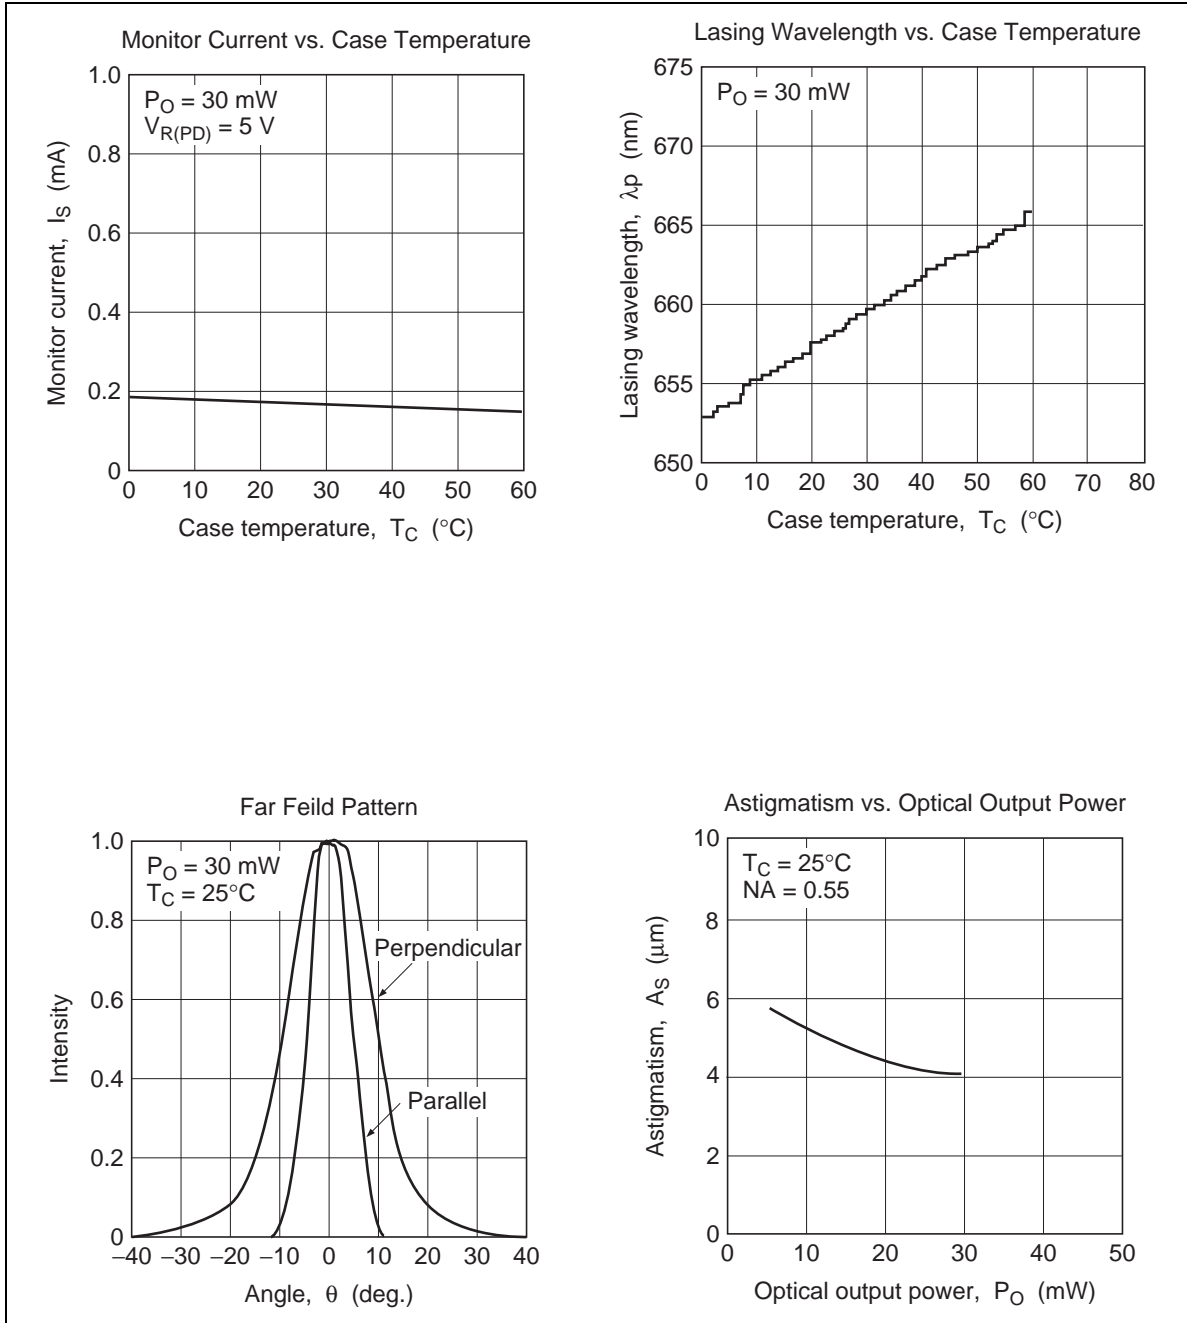 Monitor Current vs. Case Temperature
1.0
0.8
0.6
0.4
0.2
0
P_O = 30 mW
V_R(PD) = 5 V
Monitor current, I_S (mA)
0 10 20 30 40 50 60
Case temperature, T_C (°C)
Lasing Wavelength vs. Case Temperature
675
670
665
660
655
650
P_O = 30 mW
Lasing wavelength, λp (nm)
0 10 20 30 40 50 60 70 80
Case temperature, T_C (°C)
Far Feild Pattern
1.0
0.8
0.6
0.4
0.2
0
P_O = 30 mW
T_C = 25°C
Perpendicular
Parallel
Intensity
–40 –30 –20 –10 0 10 20 30 40
Angle, θ (deg.)
Astigmatism vs. Optical Output Power
10
8
6
4
2
0
T_C = 25°C
NA = 0.55
Astigmatism, A_S (µm)
0 10 20 30 40 50
Optical output power, P_O (mW)